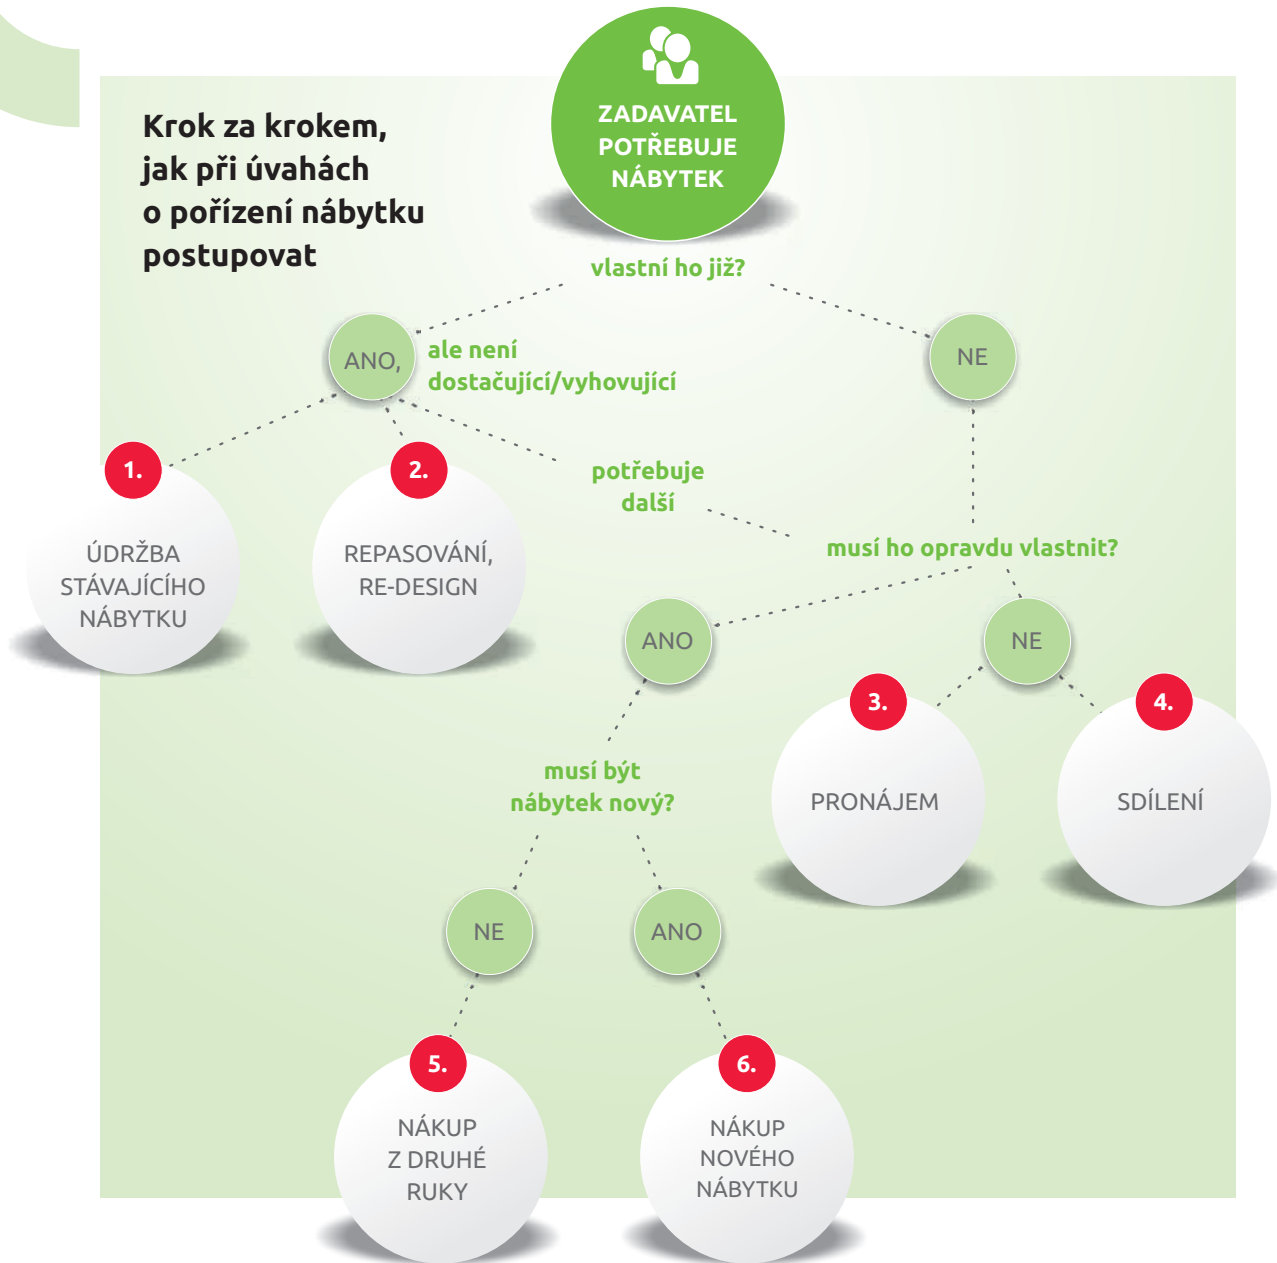 Krok za krokem,
jak při úvahách
o pořízení nábytku
postupovat
ZADAVATEL
POTŘEBUJE
NÁBYTEK
vlastní ho již?
ANO,
ale není
dostačující/vyhovující
NE
1.
ÚDRŽBA
STÁVAJÍCÍHO
NÁBYTKU
2.
REPASOVÁNÍ,
RE-DESIGN
potřebuje
další
musí ho opravdu vlastnit?
ANO
NE
3.
PRONÁJEM
4.
SDÍLENÍ
musí být
nábytek nový?
NE
ANO
5.
NÁKUP
Z DRUHÉ
RUKY
6.
NÁKUP
NOVÉHO
NÁBYTKU